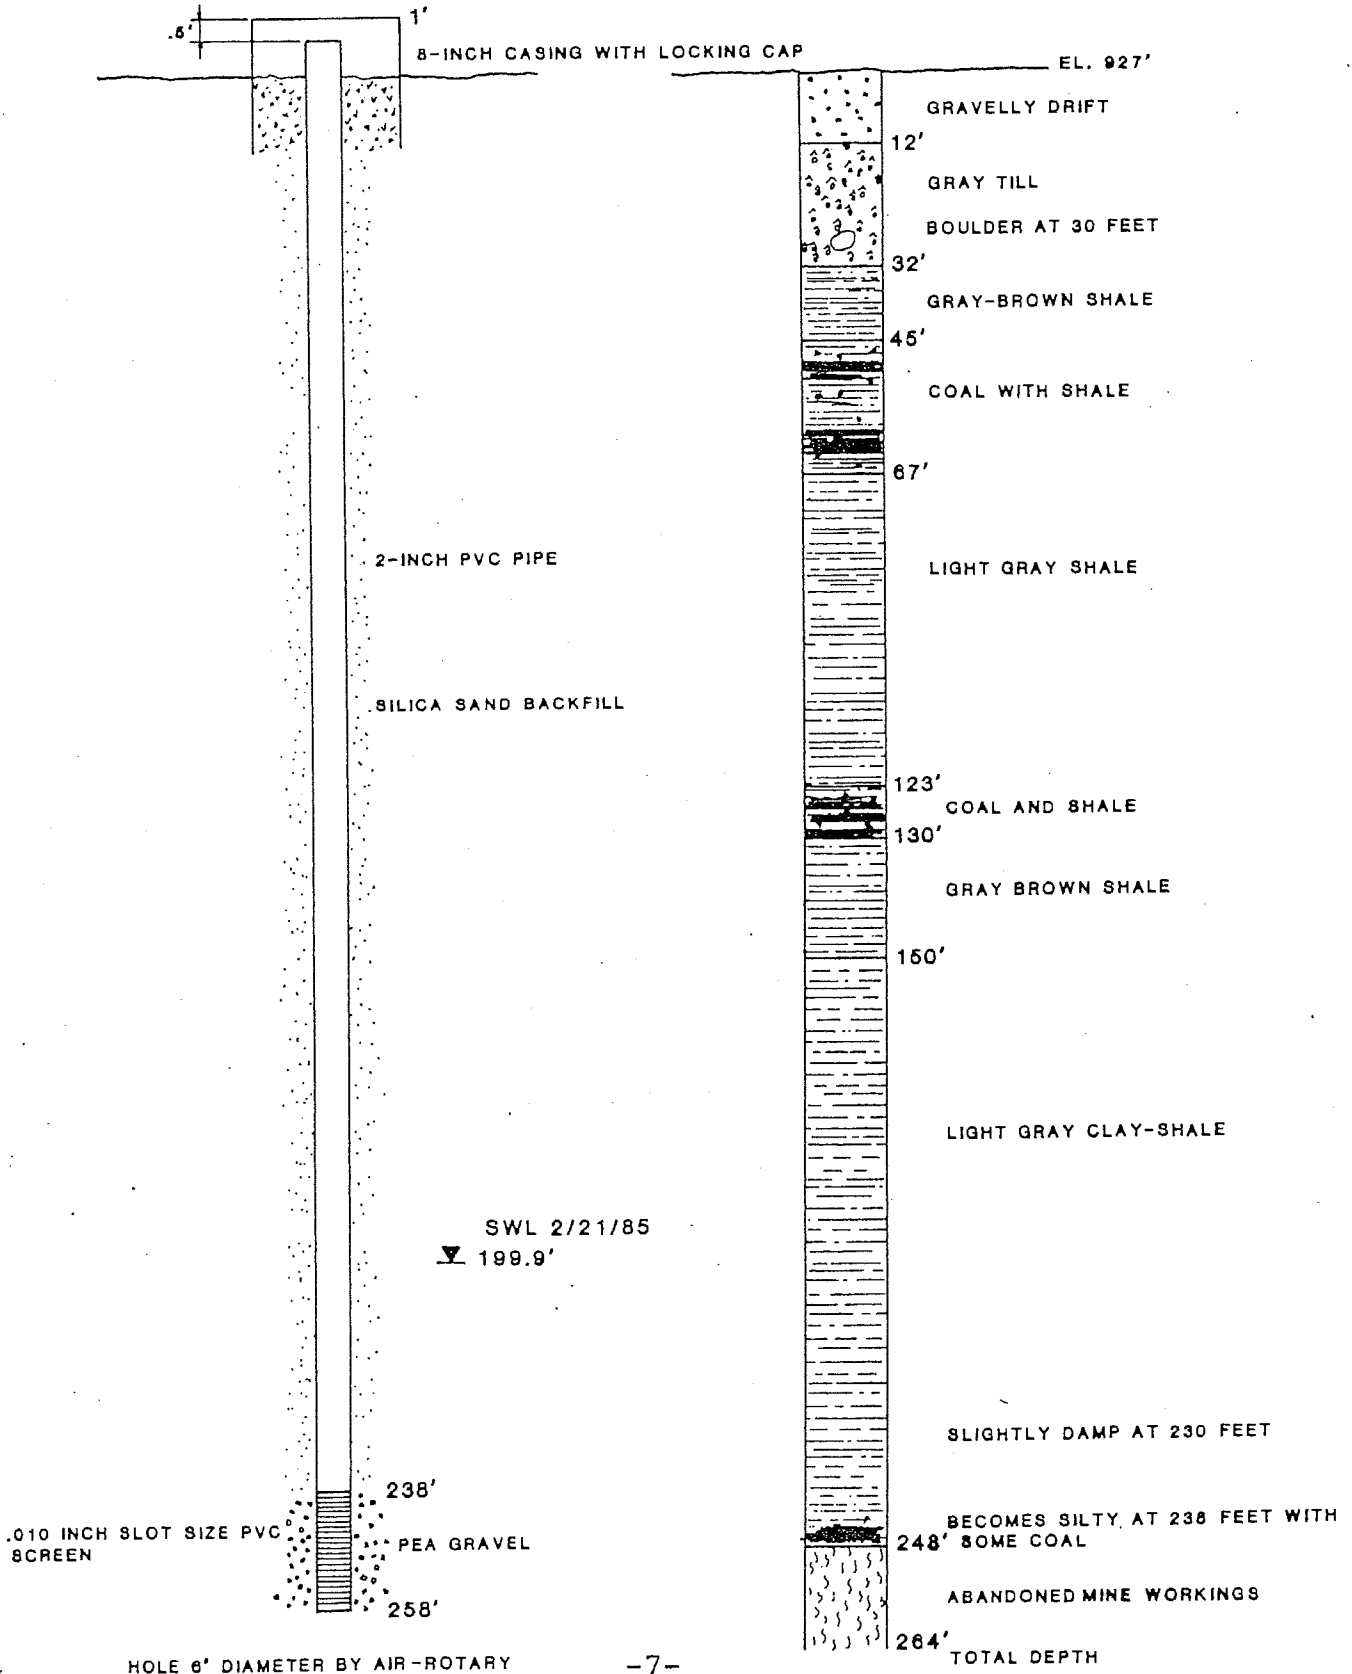 .5'
1'
8-INCH CASING WITH LOCKING CAP
2-INCH PVC PIPE
SILICA SAND BACKFILL
SWL 2/21/85
199.9'
238'
.010 INCH SLOT SIZE PVC
SCREEN
PEA GRAVEL
258'
HOLE 6' DIAMETER BY AIR-ROTARY
EL. 927'
GRAVELLY DRIFT
12'
GRAY TILL
BOULDER AT 30 FEET
32'
GRAY-BROWN SHALE
45'
COAL WITH SHALE
67'
LIGHT GRAY SHALE
123'
COAL AND SHALE
130'
GRAY BROWN SHALE
150'
LIGHT GRAY CLAY-SHALE
SLIGHTLY DAMP AT 230 FEET
BECOMES SILTY, AT 238 FEET WITH
248' SOME COAL
ABANDONED MINE WORKINGS
264'
TOTAL DEPTH
-7-